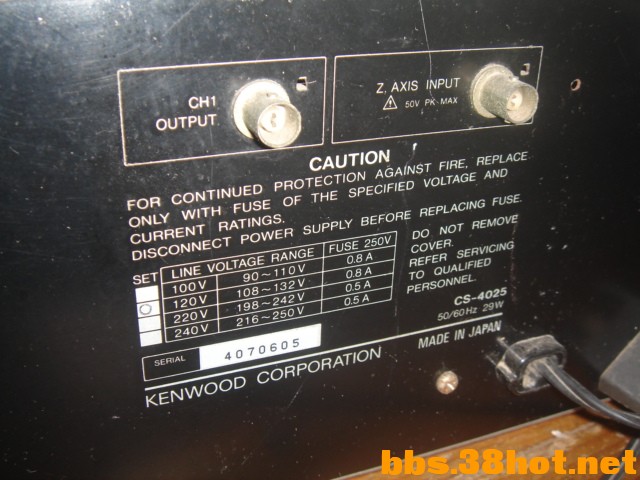 CH1
OUTPUT
Z. AXIS INPUT
50V PK-MAX
CAUTION
FOR CONTINUED PROTECTION AGAINST FIRE, REPLACE
ONLY WITH FUSE OF THE SPECIFIED VOLTAGE AND
CURRENT RATINGS.
DISCONNECT POWER SUPPLY BEFORE REPLACING FUSE.
SET LINE VOLTAGE RANGE FUSE 250V
100V 90~110V 0.8A
120V 108~132V 0.8A
220V 198~242V 0.5A
240V 216~250V 0.5A
DO NOT REMOVE
COVER.
REFER SERVICING
TO QUALIFIED
PERSONNEL.
CS-4025
50/60Hz 29W
SERIAL 4070605
KENWOOD CORPORATION
MADE IN JAPAN
bbs.38hot.net